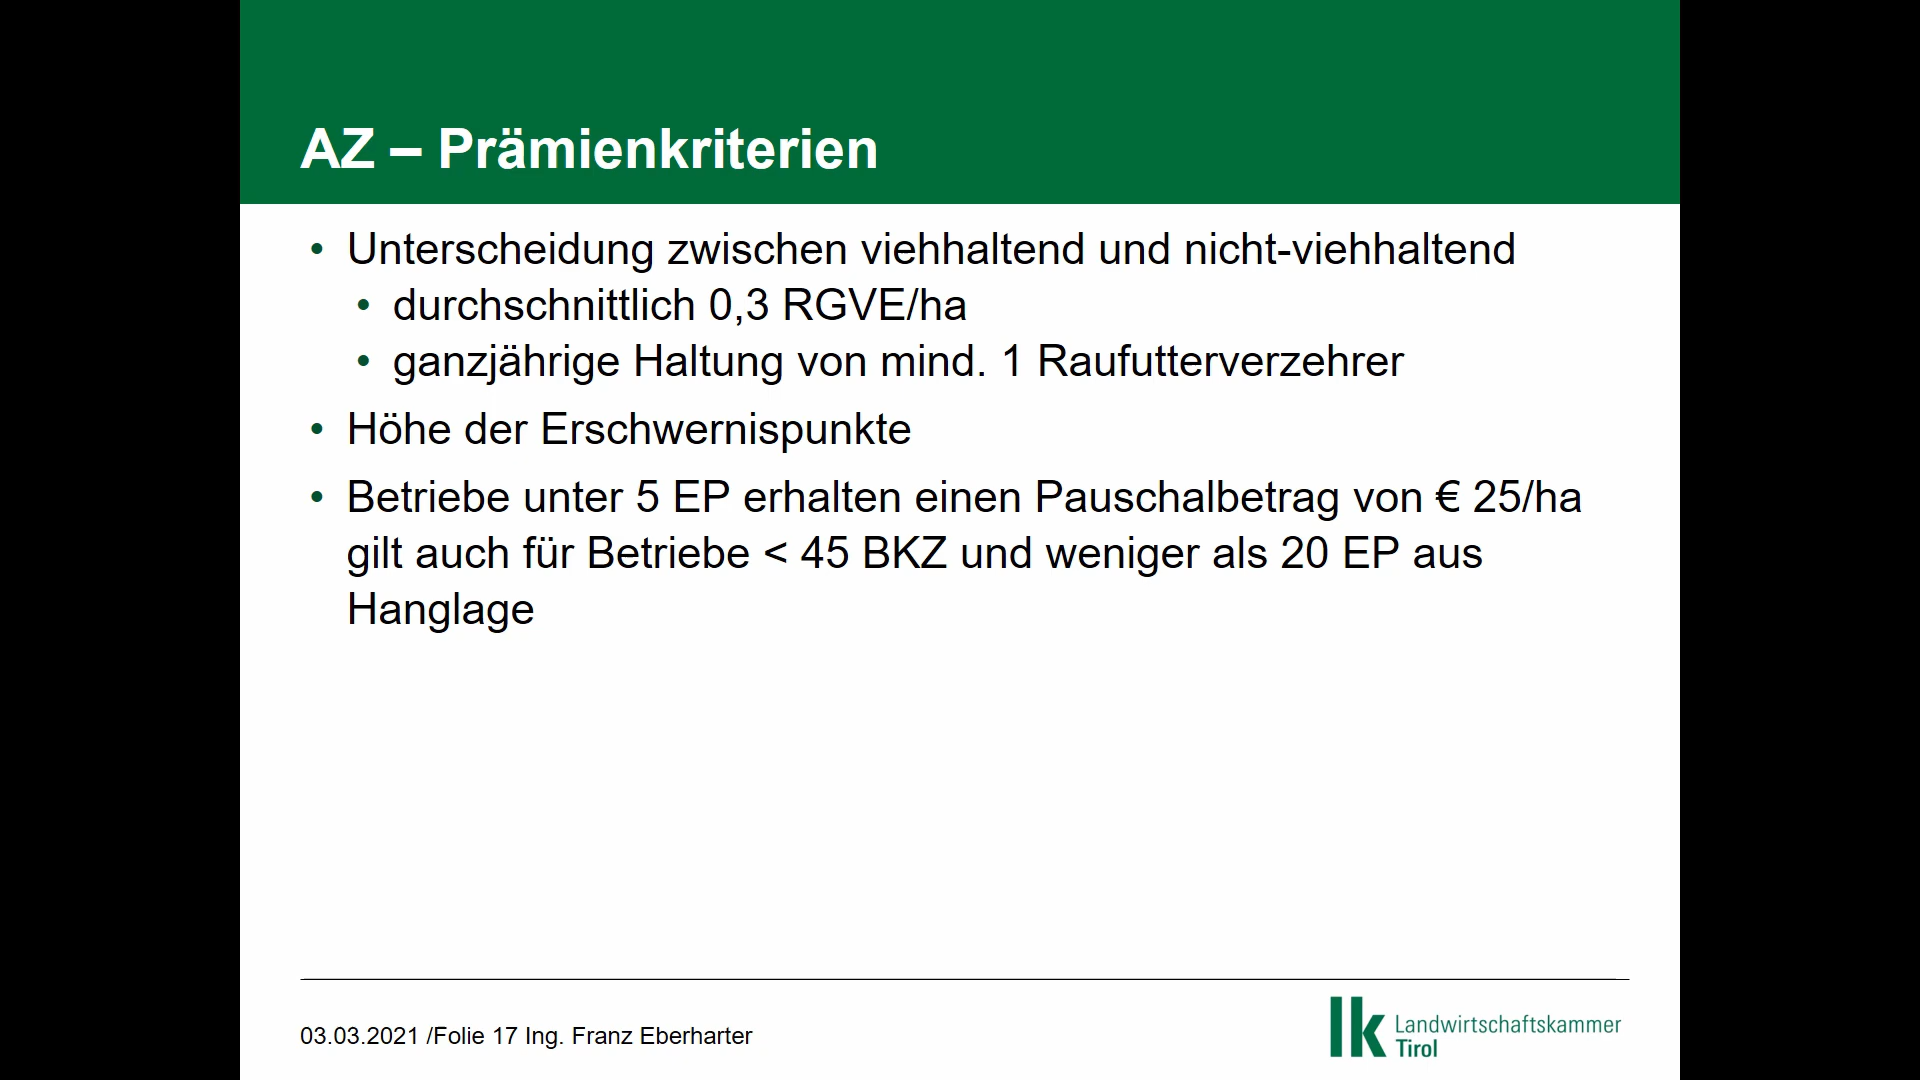 AZ – Prämienkriterien
• Unterscheidung zwischen viehhaltend und nicht-viehhaltend
• durchschnittlich 0,3 RGVE/ha
• ganzjährige Haltung von mind. 1 Raufutterverzehrer
• Höhe der Erschwernispunkte
• Betriebe unter 5 EP erhalten einen Pauschalbetrag von € 25/ha
gilt auch für Betriebe < 45 BKZ und weniger als 20 EP aus
Hanglage
03.03.2021 /Folie 17 Ing. Franz Eberharter
lk Landwirtschaftskammer
Tirol